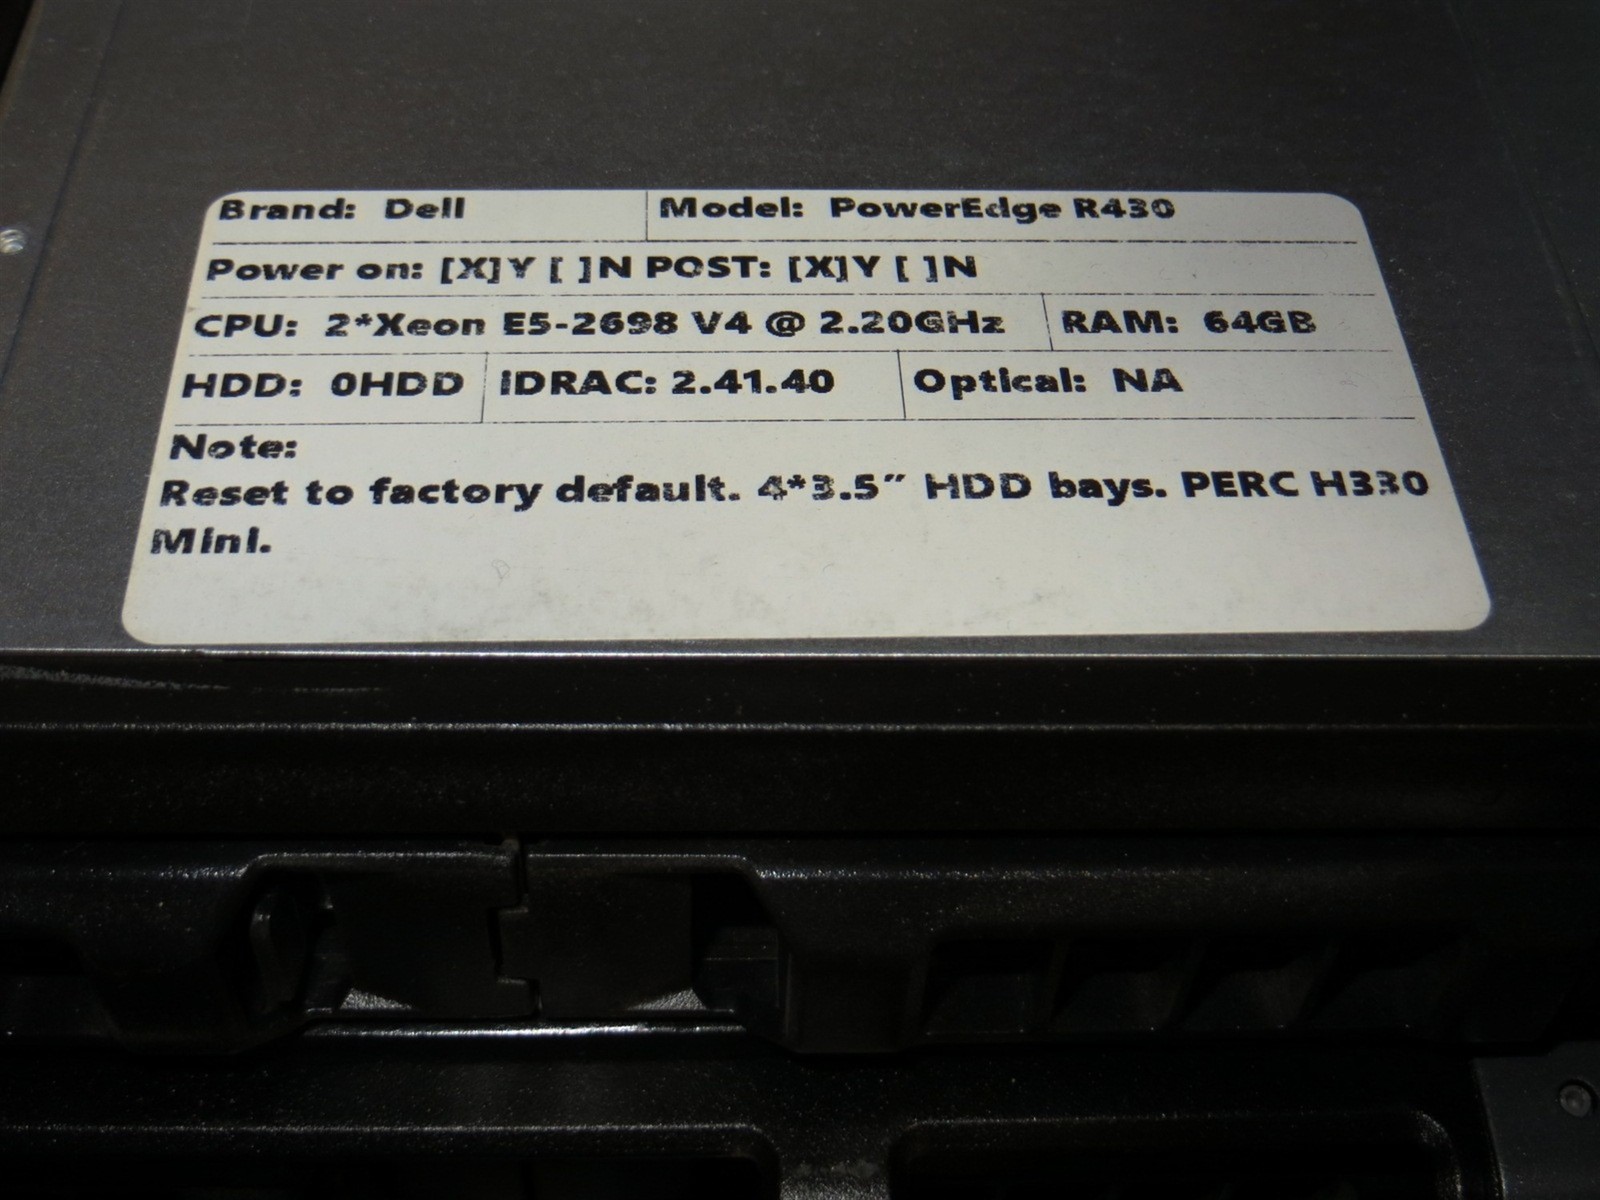 Brand: Dell Model: PowerEdge R430
Power on: [X]Y [ ]N POST: [X]Y [ ]N
CPU: 2*Xeon E5-2698 V4 @ 2.20GHz RAM: 64GB
HDD: 0HDD iDRAC: 2.41.40 Optical: NA
Note:
Reset to factory default. 4*3.5" HDD bays. PERC H330
Mini.